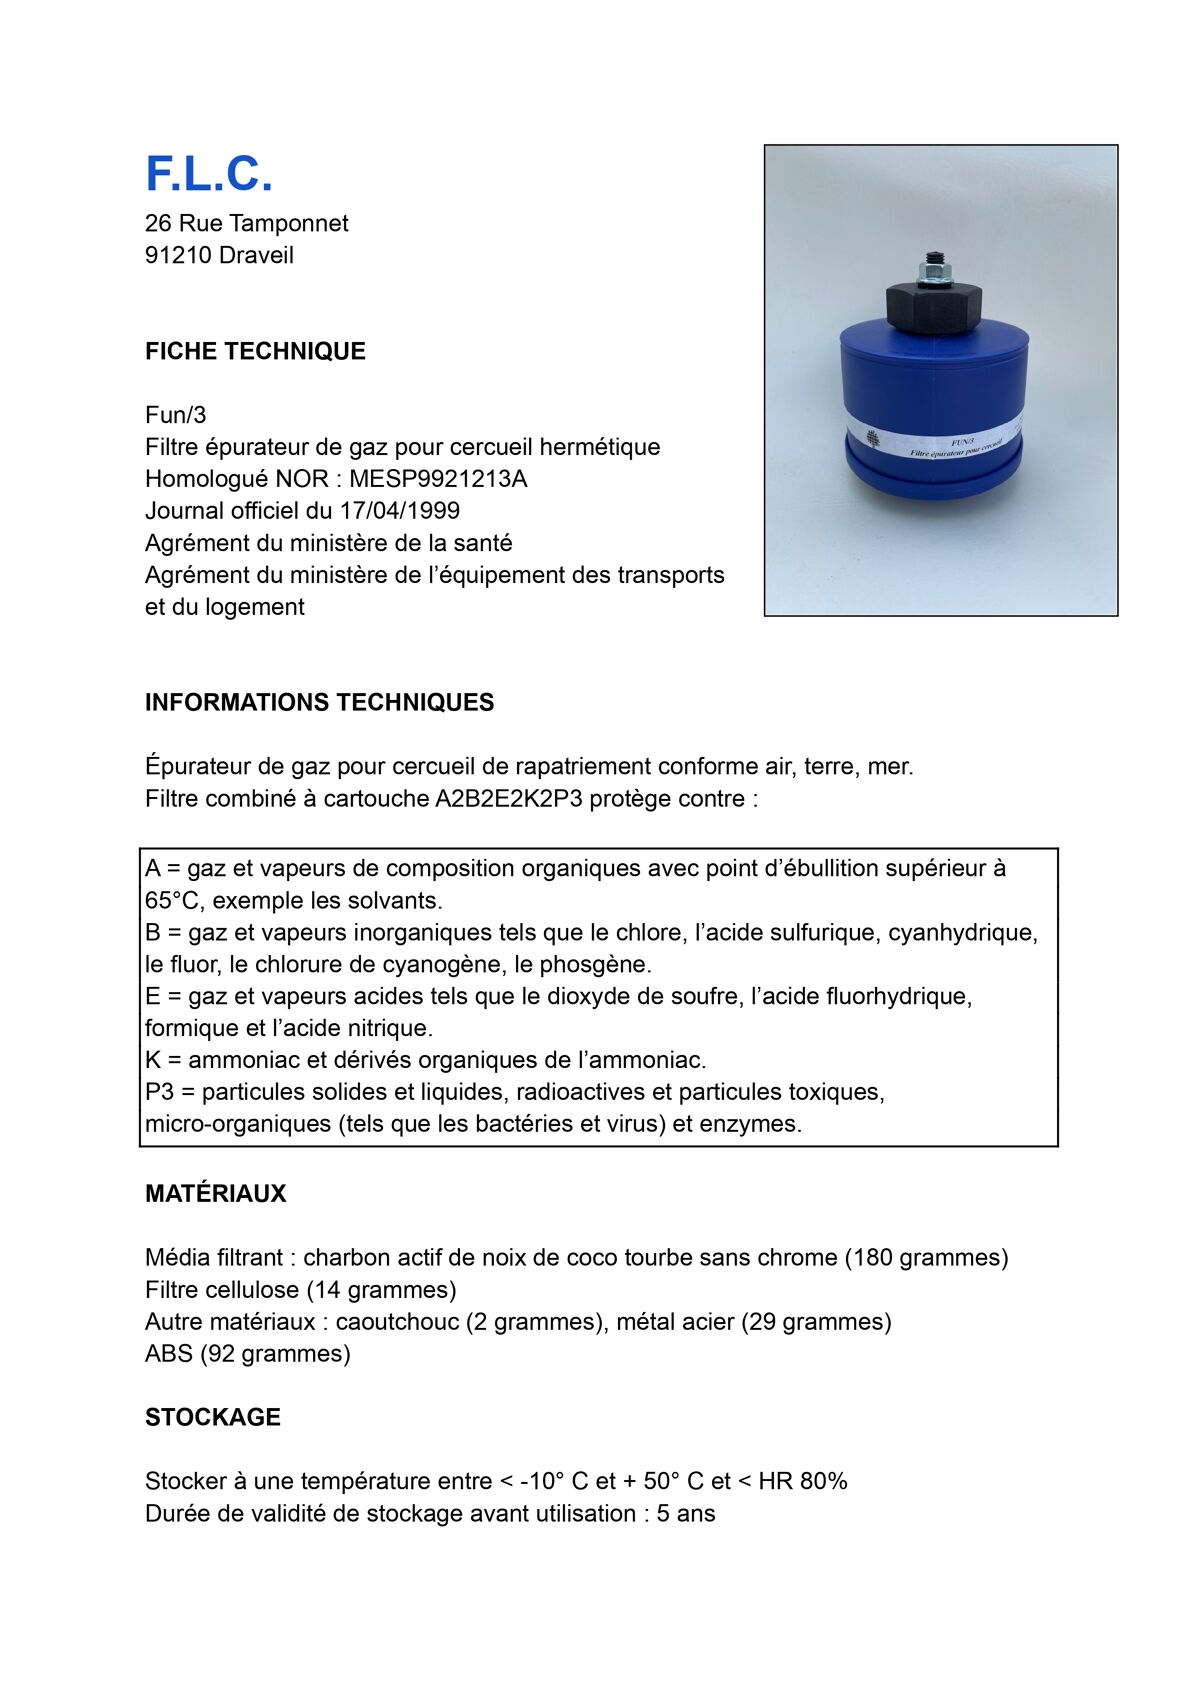 F.L.C.
26 Rue Tamponnet
91210 Draveil
FICHE TECHNIQUE
Fun/3
Filtre épurateur de gaz pour cercueil hermétique
Homologué NOR : MESP9921213A
Journal officiel du 17/04/1999
Agrément du ministère de la santé
Agrément du ministère de l’équipement des transports
et du logement
FUN/3
Filtre épurateur pour cercueil
INFORMATIONS TECHNIQUES
Épurateur de gaz pour cercueil de rapatriement conforme air, terre, mer.
Filtre combiné à cartouche A2B2E2K2P3 protège contre :
A = gaz et vapeurs de composition organiques avec point d’ébullition supérieur à
65°C, exemple les solvants.
B = gaz et vapeurs inorganiques tels que le chlore, l’acide sulfurique, cyanhydrique,
le fluor, le chlorure de cyanogène, le phosgène.
E = gaz et vapeurs acides tels que le dioxyde de soufre, l’acide fluorhydrique,
formique et l’acide nitrique.
K = ammoniac et dérivés organiques de l’ammoniac.
P3 = particules solides et liquides, radioactives et particules toxiques,
micro-organiques (tels que les bactéries et virus) et enzymes.
MATÉRIAUX
Média filtrant : charbon actif de noix de coco tourbe sans chrome (180 grammes)
Filtre cellulose (14 grammes)
Autre matériaux : caoutchouc (2 grammes), métal acier (29 grammes)
ABS (92 grammes)
STOCKAGE
Stocker à une température entre < -10° C et + 50° C et < HR 80%
Durée de validité de stockage avant utilisation : 5 ans